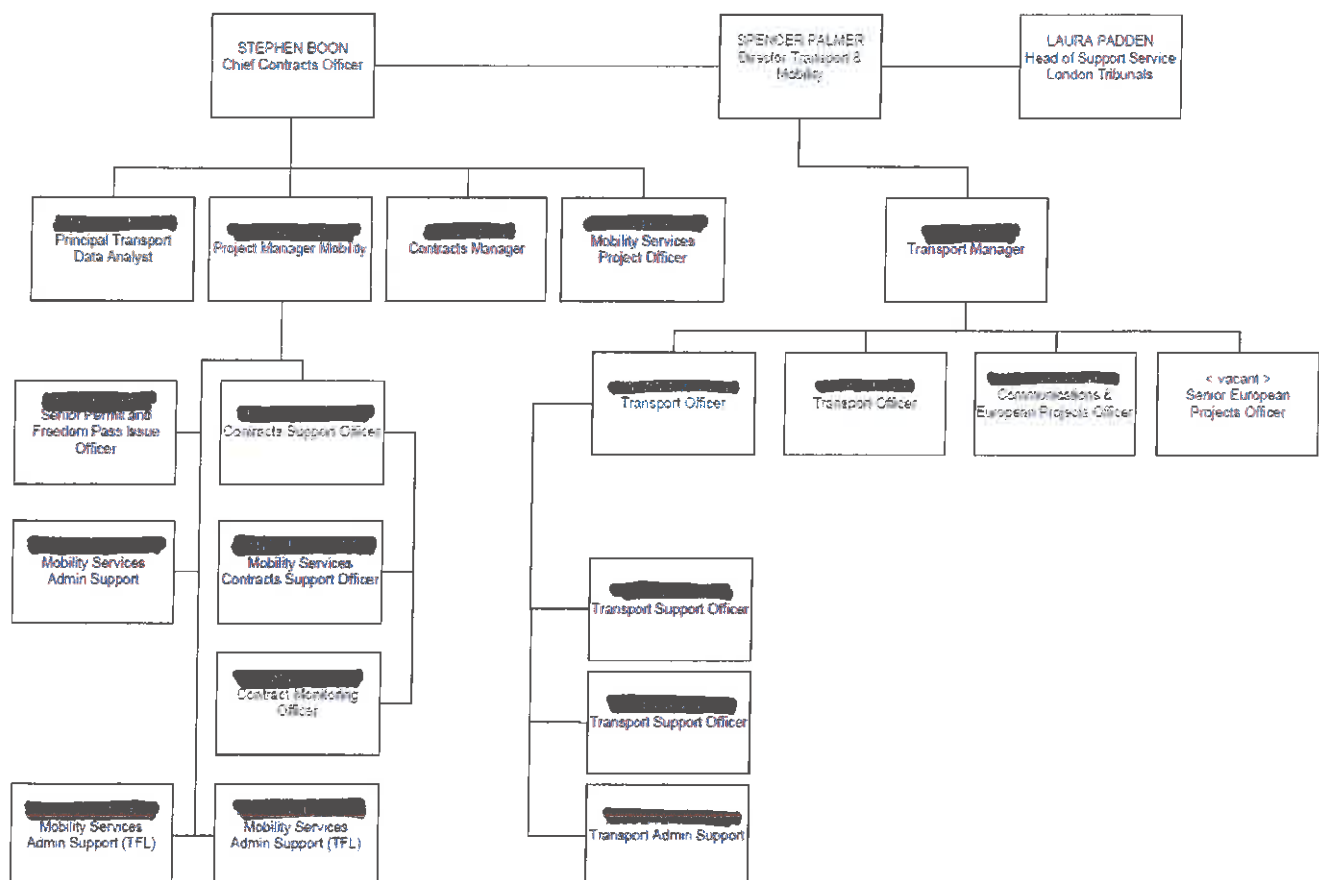 STEPHEN BOON
Chief Contracts Officer
SPENCER PALMER
Director Transport &
Mobility
LAURA PADDEN
Head of Support Service
London Tribunals
Principal Transport
Data Analyst
Project Manager Mobility
Contracts Manager
Mobility Services
Project Officer
Transport Manager
Senior Permit and
Freedom Pass Issue
Officer
Contracts Support Officer
Transport Officer
Transport Officer
Communications &
European Projects Officer
< vacant >
Senior European
Projects Officer
Mobility Services
Admin Support
Mobility Services
Contracts Support Officer
Transport Support Officer
Contract Monitoring
Officer
Transport Support Officer
Mobility Services
Admin Support (TFL)
Mobility Services
Admin Support (TFL)
Transport Admin Support